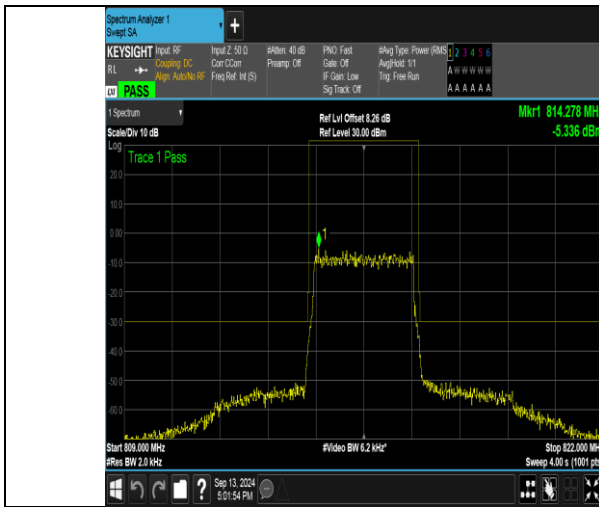 Spectrum Analyzer 1
Swept SA
+
KEYSIGHT Input: RF Input Z: 50 Ω #Atten: 40 dB PNO: Fast #Avg Type: Power (RMS 1 2 3 4 5 6
RL Coupling: DC Corr CCorr Preamp: Off Gate: Off Avg|Hold: 1/1 A W W W W W
Align: Auto/No RF Freq Ref: Int (S) IF Gain: Low Trig: Free Run
LXI PASS Sig Track: Off A A A A A A
1 Spectrum Ref Lvl Offset 8.26 dB Mkr1 814.278 MH
Scale/Div 10 dB Ref Level 30.00 dBm -5.336 dBm
Log
Trace 1 Pass
20.0
10.0
0.00
1
-10.0
-20.0
-30.0
-40.0
-50.0
-60.0
Start 809.000 MHz #Video BW 6.2 kHz* Stop 822.000 MH
#Res BW 2.0 kHz Sweep 4.00 s (1001 pts
? Sep 13, 2024
5:01:54 PM